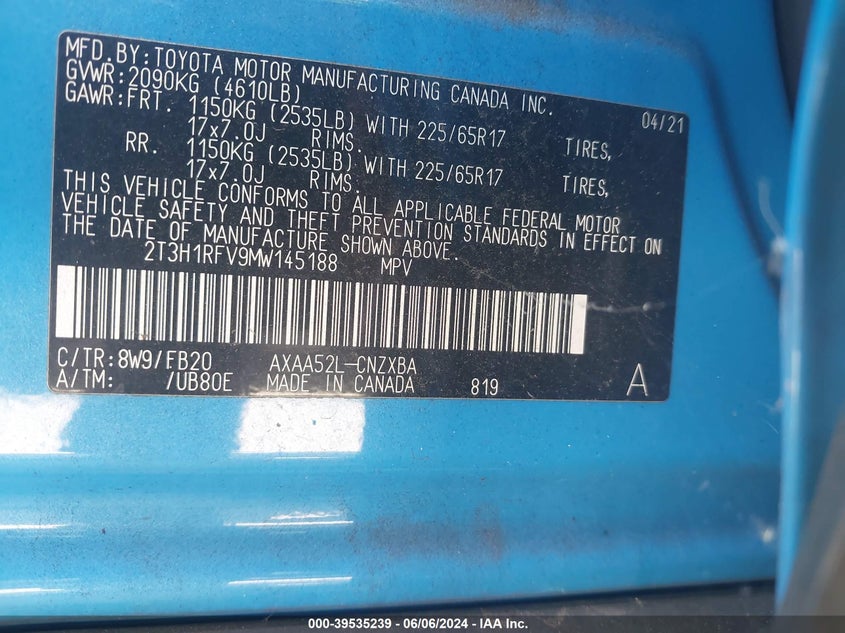 MFD.BY:TOYOTA MOTOR MANUFACTURING CANADA INC.
GVWR:2090KG (4610LB) 04/21
GAWR:FRT. 1150KG (2535LB) WITH 225/65R17 TIRES,
17x7.0J RIMS.
RR. 1150KG (2535LB) WITH 225/65R17 TIRES,
17x7.0J RIMS.
THIS VEHICLE CONFORMS TO ALL APPLICABLE FEDERAL MOTOR
VEHICLE SAFETY AND THEFT PREVENTION STANDARDS IN EFFECT ON
THE DATE OF MANUFACTURE SHOWN ABOVE.
2T3H1RFV9MW145188 MPV
C/TR:8W9/FB20 AXAA52L-CNZXBA
A/TM: /UB80E MADE IN CANADA 819 A
000-39535239 - 06/06/2024 - IAA Inc.